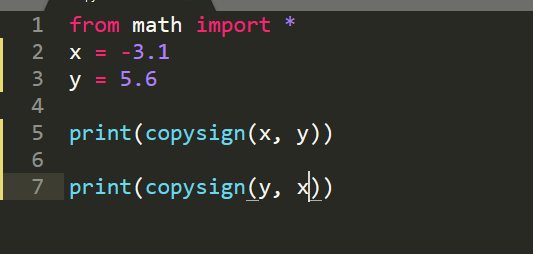 1 from math import *
2 x = -3.1
3 y = 5.6
4
5 print(copysign(x, y))
6
7 print(copysign(y, x))